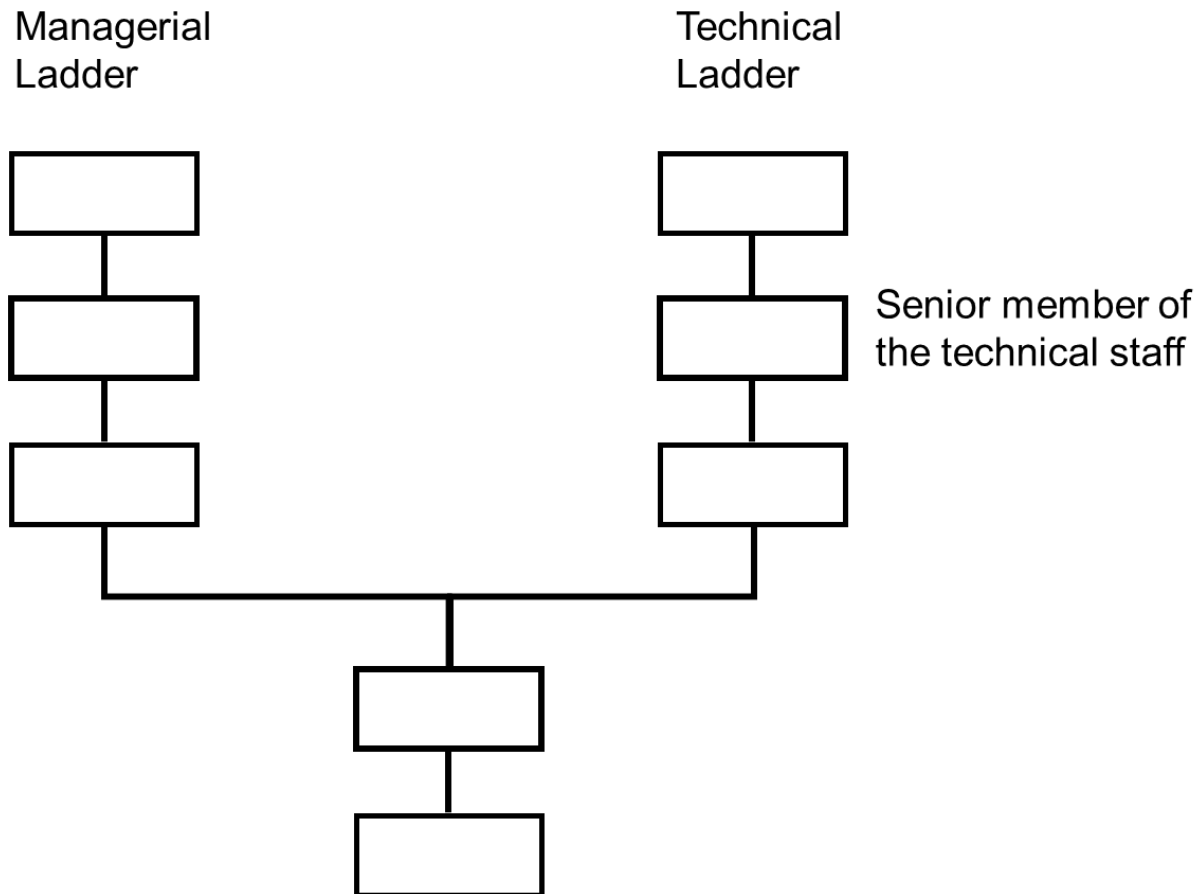 Managerial
Ladder
Technical
Ladder
Senior member of
the technical staff